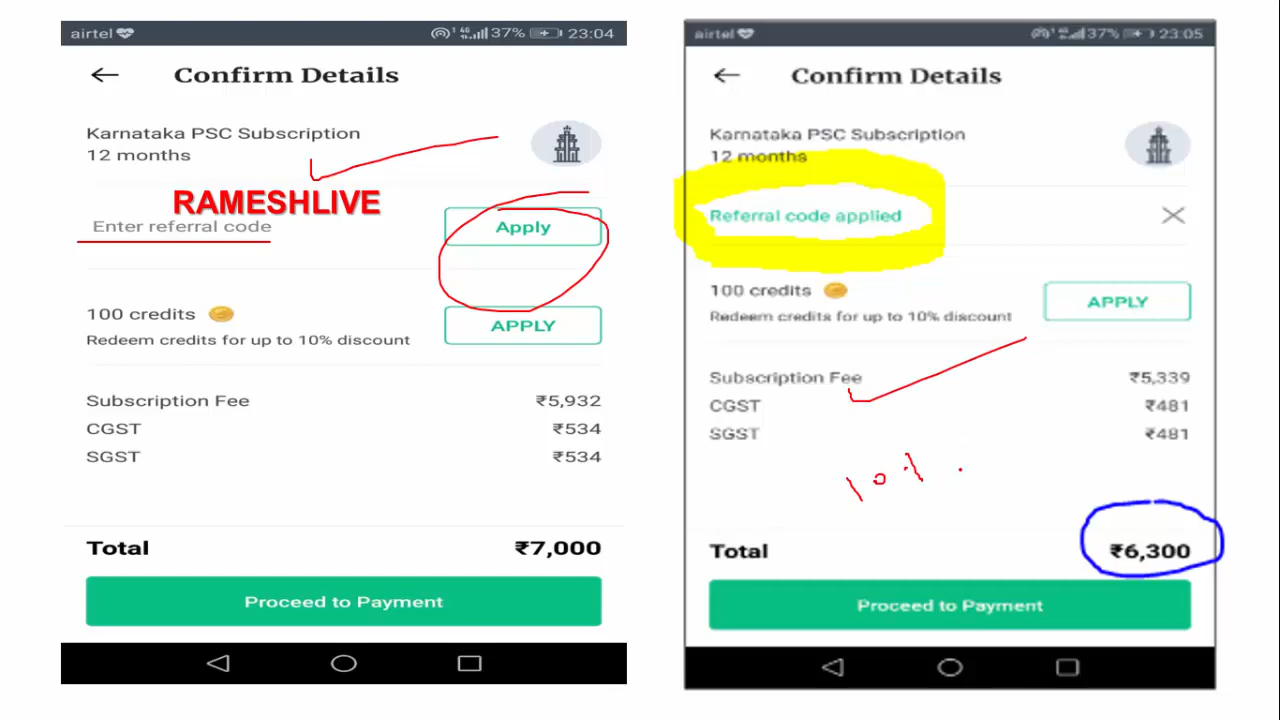 airtel 4G 37% 23:04
Confirm Details
Karnataka PSC Subscription
12 months
RAMESHLIVE
Enter referral code Apply
100 credits APPLY
Redeem credits for up to 10% discount
Subscription Fee ₹5,932
CGST ₹534
SGST ₹534
Total ₹7,000
Proceed to Payment
airtel 37% 23:05
Confirm Details
Karnataka PSC Subscription
12 months
Referral code applied
100 credits APPLY
Redeem credits for up to 10% discount
Subscription Fee ₹5,339
CGST ₹481
SGST ₹481
10%
Total ₹6,300
Proceed to Payment